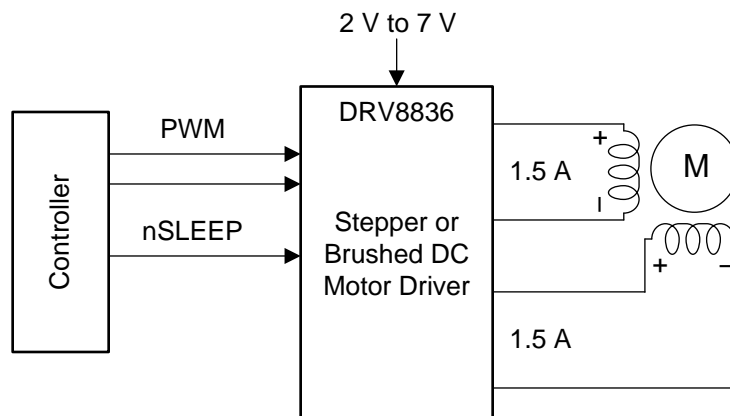 2 V to 7 V
DRV8836
PWM
nSLEEP
Controller
Stepper or
Brushed DC
Motor Driver
+
–
1.5 A
M
+
–
1.5 A